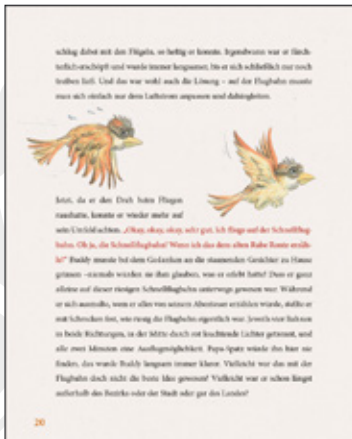 schlug dabei mit den Flügeln, so heftig er konnte. Irgendwann war er fürch-
terlich erschöpft und wurde immer langsamer, bis er sich schließlich nur noch
treiben ließ. Und das war wohl auch die Lösung – auf der Flugbahn musste
man sich einfach nur dem Luftstrom anpassen und dahingleiten.
Jetzt, da er den Dreh beim Fliegen
raushatte, konnte er wieder mehr auf
sein Umfeld achten. „Okay, okay, okay, sehr gut. Ich fliege auf der Schnellflug-
bahn. Oh ja, die Schnellflugbahn! Wenn ich das dem alten Rabe Ronie erzäh-
le!“ Buddy musste bei dem Gedanken an die staunenden Gesichter zu Hause
grinsen – niemals würden sie ihm glauben, was er erlebt hatte! Dass er ganz
alleine auf dieser riesigen Schnellflugbahn unterwegs gewesen war. Während
er sich ausmalte, wem er alles von seinem Abenteuer erzählen würde, stellte er
mit Schrecken fest, wie riesig die Flugbahn eigentlich war. Jeweils vier Bahnen
in beide Richtungen, in der Mitte durch rot leuchtende Lichter getrennt, und
alle zwei Minuten eine Ausflugmöglichkeit. Papa-Spatz würde ihn hier nie
finden, das wurde Buddy langsam immer klarer. Vielleicht war das mit der
Flugbahn doch nicht die beste Idee gewesen? Vielleicht war er schon längst
außerhalb des Bezirks oder der Stadt oder gar des Landes?
20